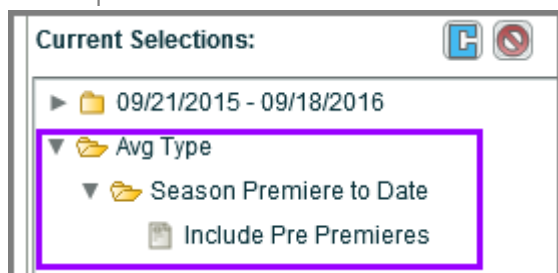 Current Selections:
C
09/21/2015 - 09/18/2016
Avg Type
Season Premiere to Date
Include Pre Premieres